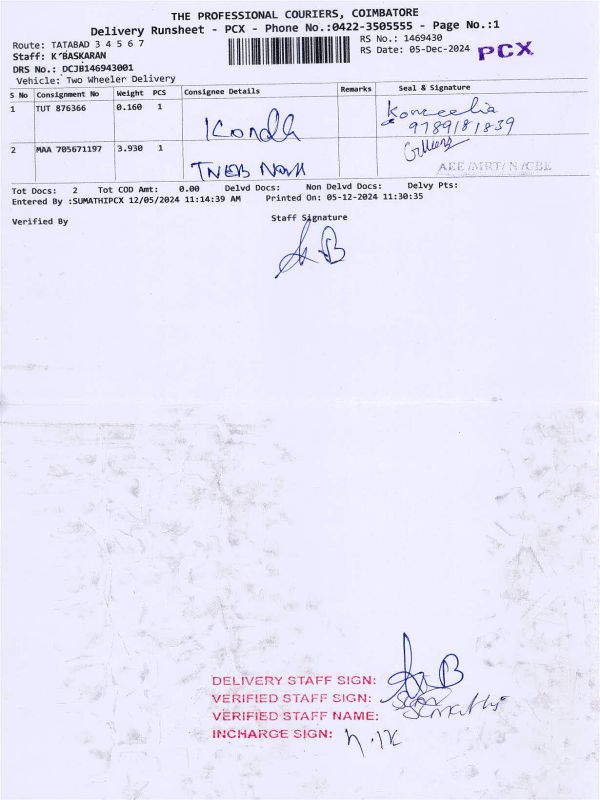 THE PROFESSIONAL COURIERS, COIMBATORE
Delivery Runsheet - PCX - Phone No.:0422-3505555 - Page No.:1
Route: TATABAD 3 4 5 6 7
RS No.: 1469430
Staff: K BASKARAN
RS Date: 05-Dec-2024
PCX
DRS No.: DCJB146943001
Vehicle: Two Wheeler Delivery
S No Consignment No Weight PCS Consignee Details Remarks Seal & Signature
1 TUT 876366 0.160 1
9789181839
2 MAA 705671197 3.930 1 TNEB
AEE/MRT/N/CBE
Tot Docs: 2 Tot COD Amt: 0.00 Delvd Docs: Non Delvd Docs: Delvy Pts:
Entered By :SUMATHIPCX 12/05/2024 11:14:39 AM Printed On: 05-12-2024 11:30:35
Verified By Staff Signature
DELIVERY STAFF SIGN:
VERIFIED STAFF SIGN:
VERIFIED STAFF NAME: Sumathi
INCHARGE SIGN: